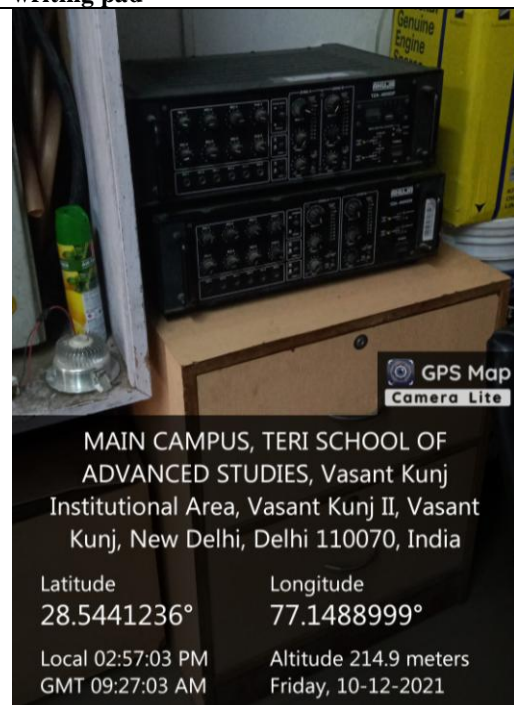 writing pad
Genuine
Engine
AHUJA
AHUJA
GPS Map
Camera Lite
MAIN CAMPUS, TERI SCHOOL OF
ADVANCED STUDIES, Vasant Kunj
Institutional Area, Vasant Kunj II, Vasant
Kunj, New Delhi, Delhi 110070, India
Latitude Longitude
28.5441236° 77.1488999°
Local 02:57:03 PM Altitude 214.9 meters
GMT 09:27:03 AM Friday, 10-12-2021